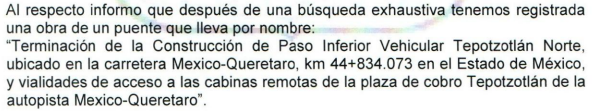 Al respecto informo que después de una búsqueda exhaustiva tenemos registrada
una obra de un puente que lleva por nombre:
“Terminación de la Construcción de Paso Inferior Vehicular Tepotzotlán Norte,
ubicado en la carretera Mexico-Queretaro, km 44+834.073 en el Estado de México,
y vialidades de acceso a las cabinas remotas de la plaza de cobro Tepotzotlán de la
autopista Mexico-Queretaro”.